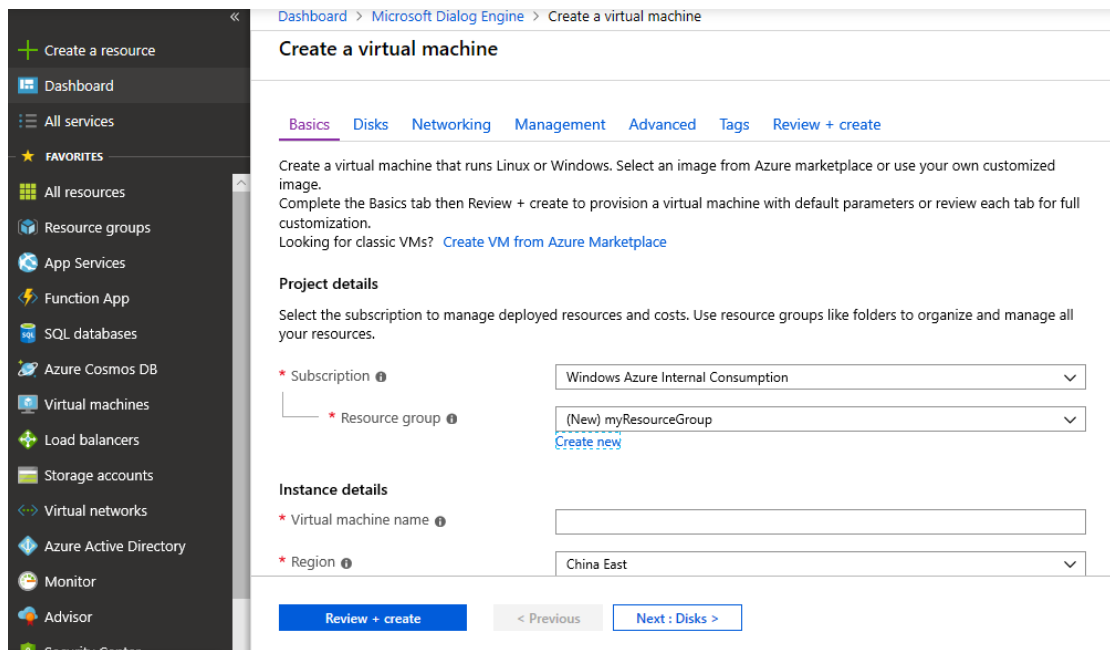 «
Create a resource
Dashboard
All services
FAVORITES
All resources
Resource groups
App Services
Function App
SQL databases
Azure Cosmos DB
Virtual machines
Load balancers
Storage accounts
Virtual networks
Azure Active Directory
Monitor
Advisor
Dashboard > Microsoft Dialog Engine > Create a virtual machine
Create a virtual machine
Basics Disks Networking Management Advanced Tags Review + create
Create a virtual machine that runs Linux or Windows. Select an image from Azure marketplace or use your own customized
image.
Complete the Basics tab then Review + create to provision a virtual machine with default parameters or review each tab for full
customization.
Looking for classic VMs? Create VM from Azure Marketplace
Project details
Select the subscription to manage deployed resources and costs. Use resource groups like folders to organize and manage all
your resources.
* Subscription
Windows Azure Internal Consumption
* Resource group
(New) myResourceGroup
Create new
Instance details
* Virtual machine name
* Region
China East
Review + create < Previous Next : Disks >